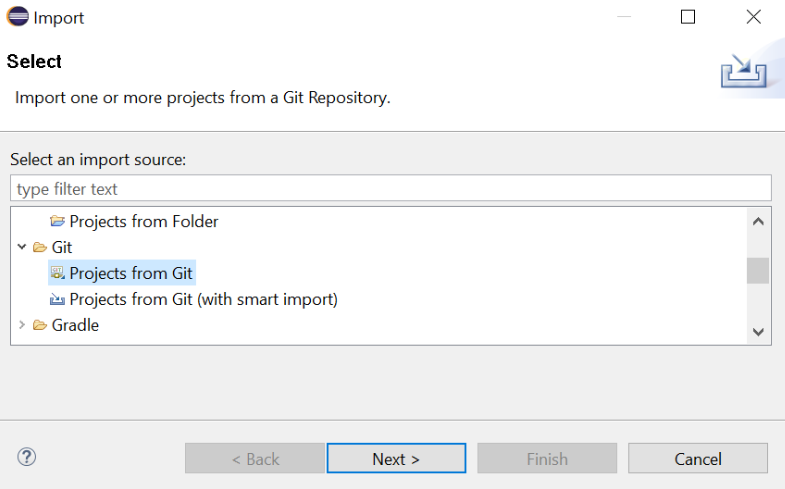 Import
Select
Import one or more projects from a Git Repository.
Select an import source:
type filter text
Projects from Folder
Git
Projects from Git
Projects from Git (with smart import)
Gradle
? < Back Next > Finish Cancel